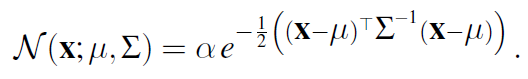 𝒩(𝐱; μ, Σ) = α e^{−½((𝐱−μ)^⊤ Σ^{−1} (𝐱−μ))} .